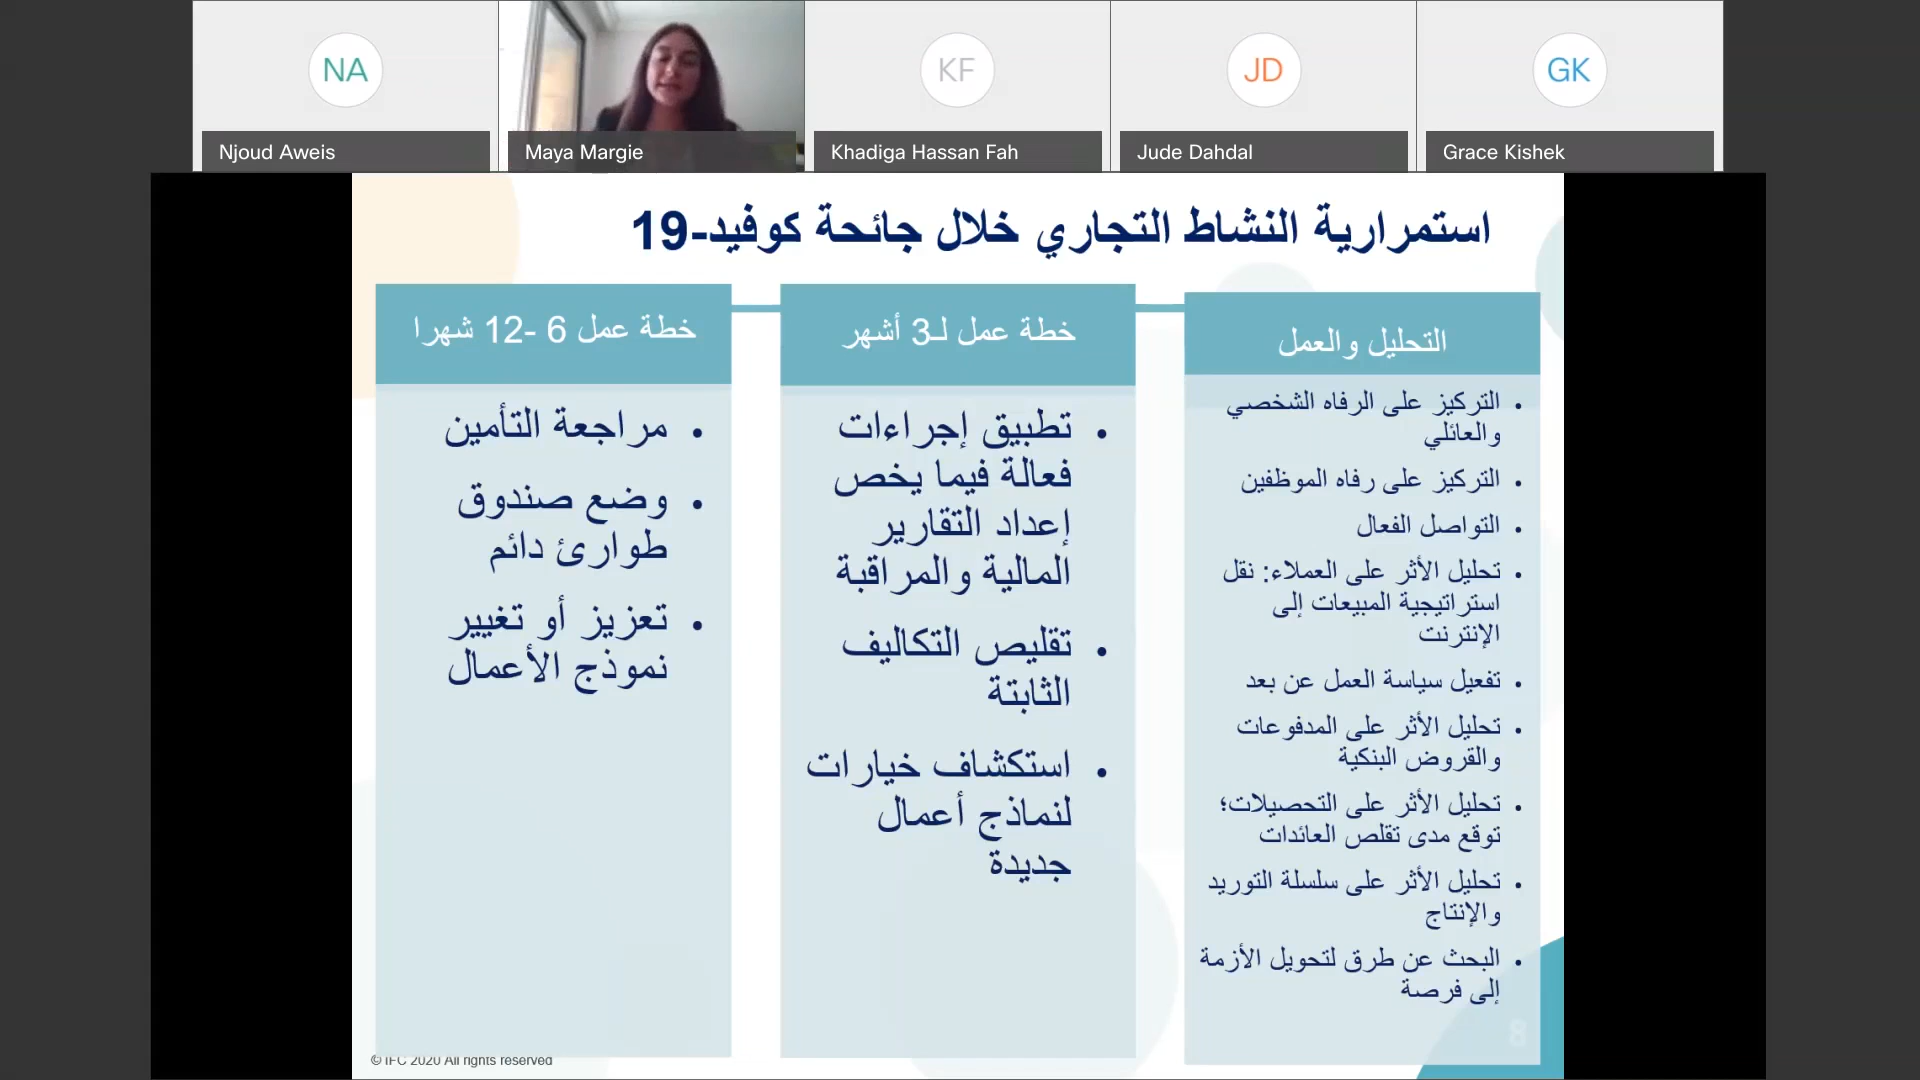 NA
Njoud Aweis
Maya Margie
KF
Khadiga Hassan Fah
JD
Jude Dahdal
GK
Grace Kishek
استمرارية النشاط التجاري خلال جائحة كوفيد-19
التحليل والعمل
• التركيز على الرفاه الشخصي
والعائلي
• التركيز على رفاه الموظفين
• التواصل الفعال
• تحليل الأثر على العملاء: نقل
استراتيجية المبيعات إلى
الإنترنت
• تفعيل سياسة العمل عن بعد
• تحليل الأثر على المدفوعات
والقروض البنكية
• تحليل الأثر على التحصيلات؛
توقع مدى تقلص العائدات
• تحليل الأثر على سلسلة التوريد
والإنتاج
• البحث عن طرق لتحويل الأزمة
إلى فرصة
خطة عمل لـ3 أشهر
• تطبيق إجراءات
فعالة فيما يخص
إعداد التقارير
المالية والمراقبة
• تقليص التكاليف
الثابتة
• استكشاف خيارات
لنماذج أعمال
جديدة
خطة عمل 6 -12 شهرا
• مراجعة التأمين
• وضع صندوق
طوارئ دائم
• تعزيز أو تغيير
نموذج الأعمال
8
© IFC 2020 All rights reserved